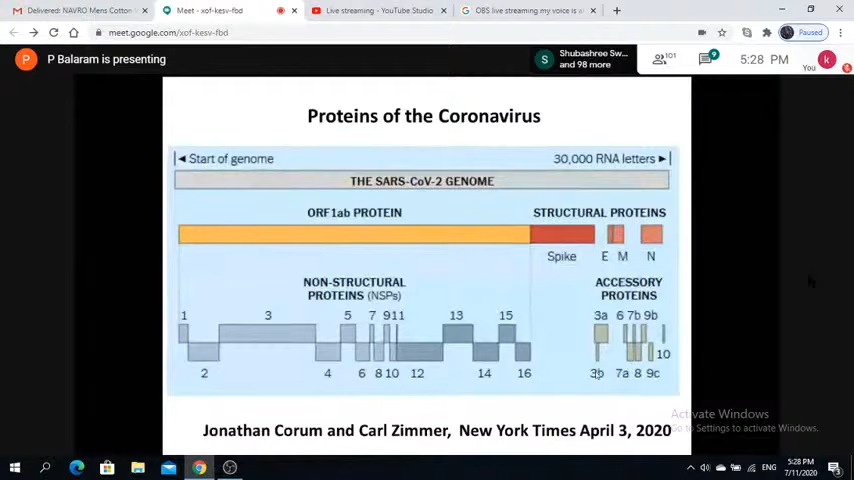 Delivered: NAVRO Mens Cotton
Meet - xof-kesv-fbd
Live streaming - YouTube Studio
OBS live streaming my voice is a
meet.google.com/xof-kesv-fbd
Paused
P
P Balaram is presenting
S
Shubashree Sw...
and 98 more
101
9
5:28 PM
You
k
Proteins of the Coronavirus
Start of genome
30,000 RNA letters
THE SARS-CoV-2 GENOME
ORF1ab PROTEIN
STRUCTURAL PROTEINS
Spike
E
M
N
NON-STRUCTURAL
PROTEINS (NSPs)
ACCESSORY
PROTEINS
1
3
5
7
9
11
13
15
3a
6
7b
9b
10
2
4
6
8
10
12
14
16
3b
7a
8
9c
Jonathan Corum and Carl Zimmer, New York Times April 3, 2020
Activate Windows
Go to Settings to activate Windows.
ENG
5:28 PM
7/11/2020
3